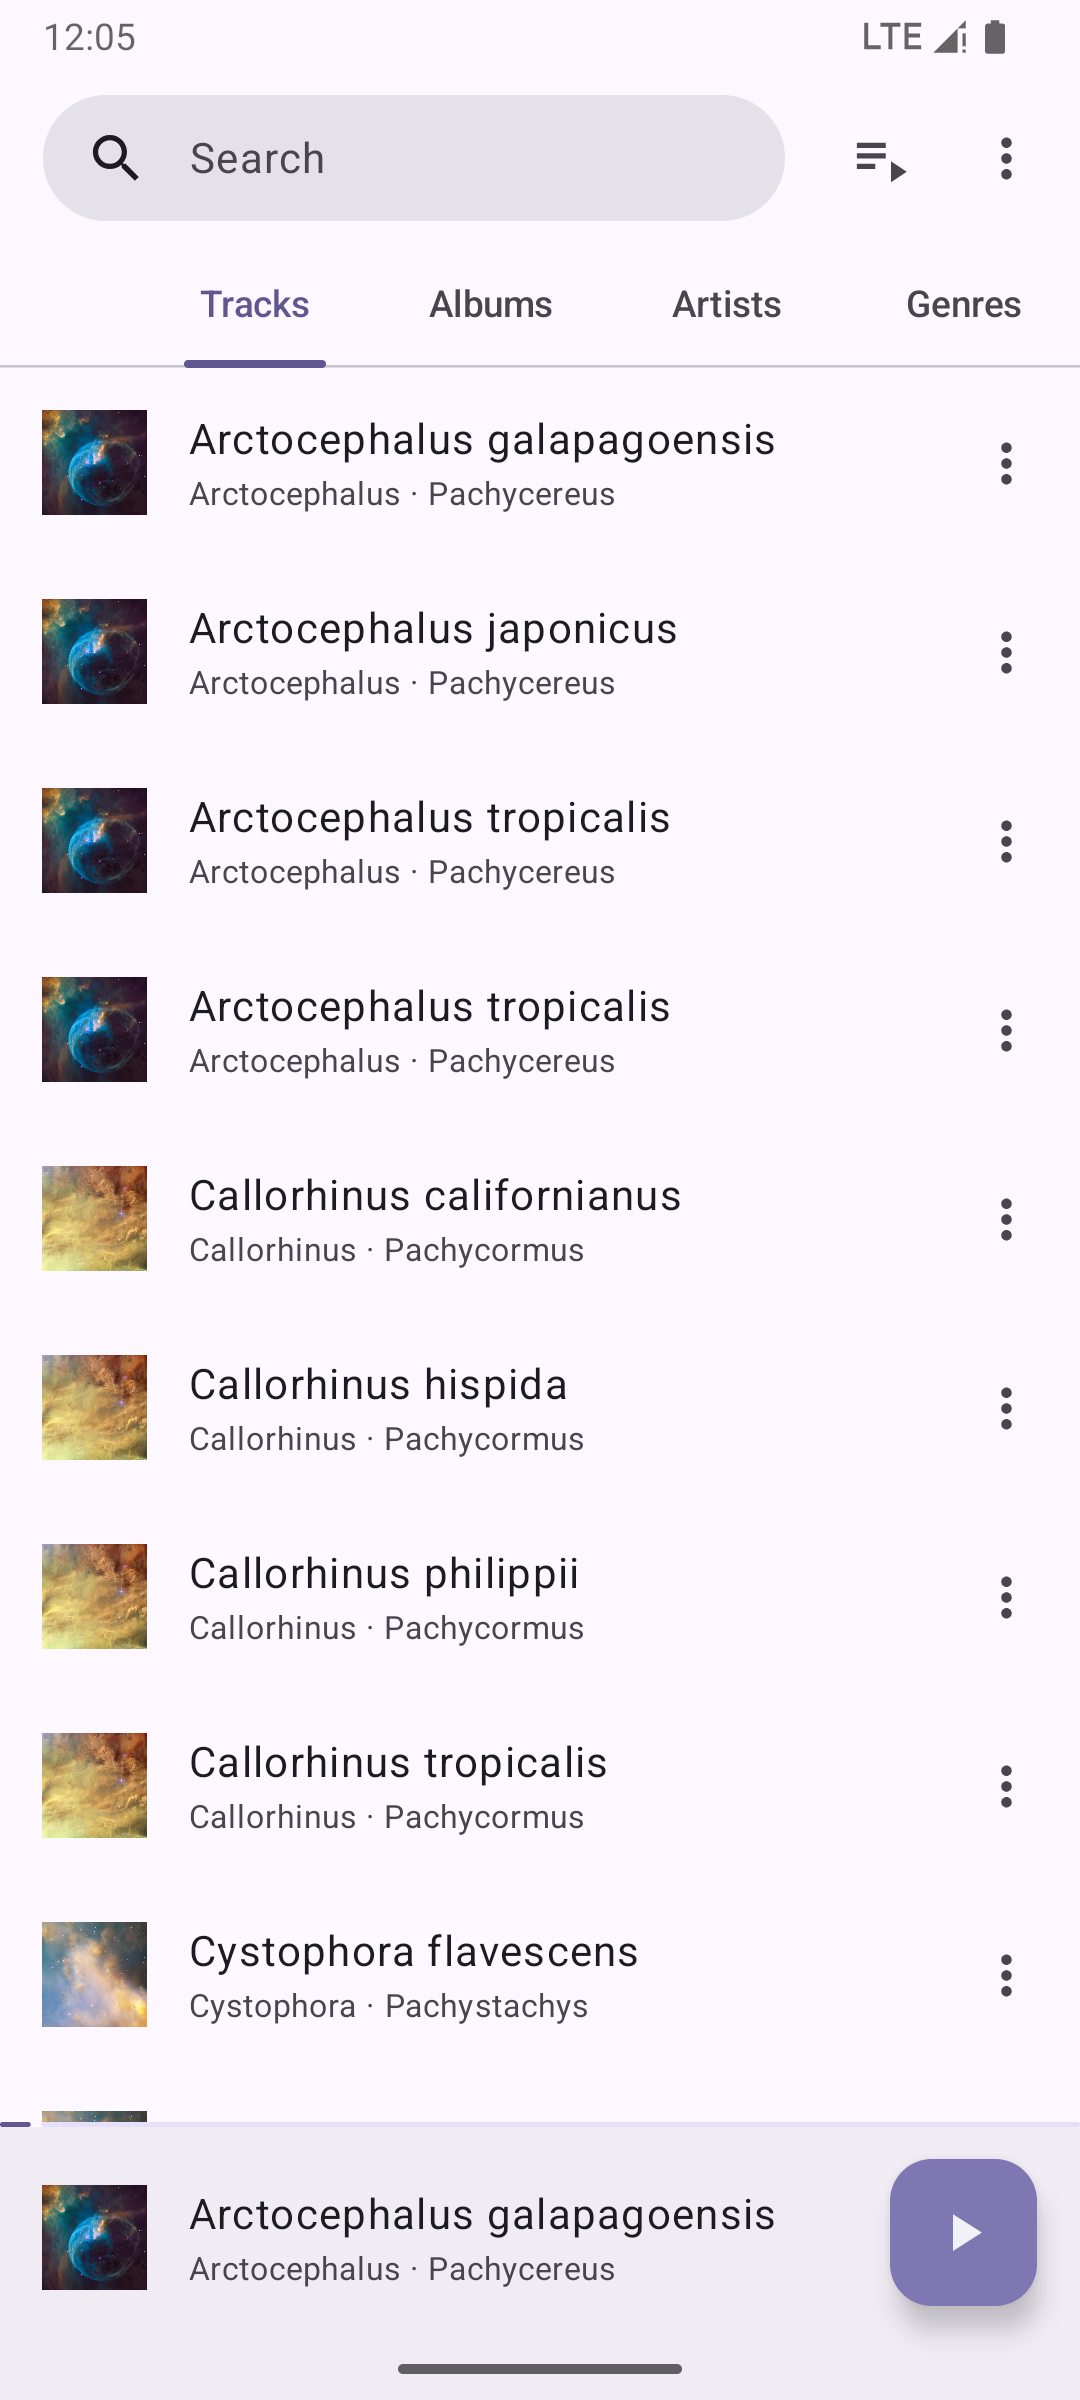 12:05
LTE
Search
Tracks
Albums
Artists
Genres
Arctocephalus galapagoensis
Arctocephalus · Pachycereus
Arctocephalus japonicus
Arctocephalus · Pachycereus
Arctocephalus tropicalis
Arctocephalus · Pachycereus
Arctocephalus tropicalis
Arctocephalus · Pachycereus
Callorhinus californianus
Callorhinus · Pachycormus
Callorhinus hispida
Callorhinus · Pachycormus
Callorhinus philippii
Callorhinus · Pachycormus
Callorhinus tropicalis
Callorhinus · Pachycormus
Cystophora flavescens
Cystophora · Pachystachys
Arctocephalus galapagoensis
Arctocephalus · Pachycereus